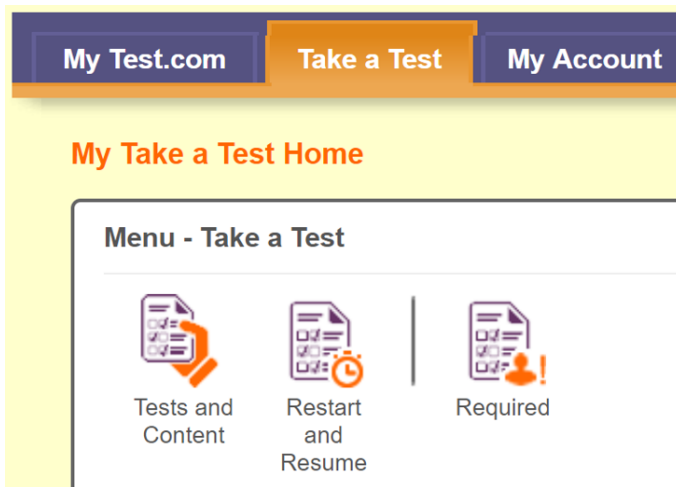 My Test.com Take a Test My Account
My Take a Test Home
Menu - Take a Test
Tests and Content
Restart and Resume
Required